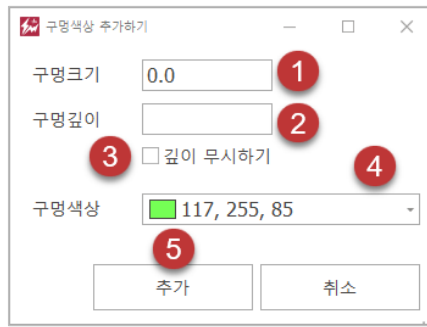 구멍색상 추가하기
구멍크기 0.0 1
구멍깊이 2
3 깊이 무시하기
4
구멍색상 117, 255, 85
5
추가 취소